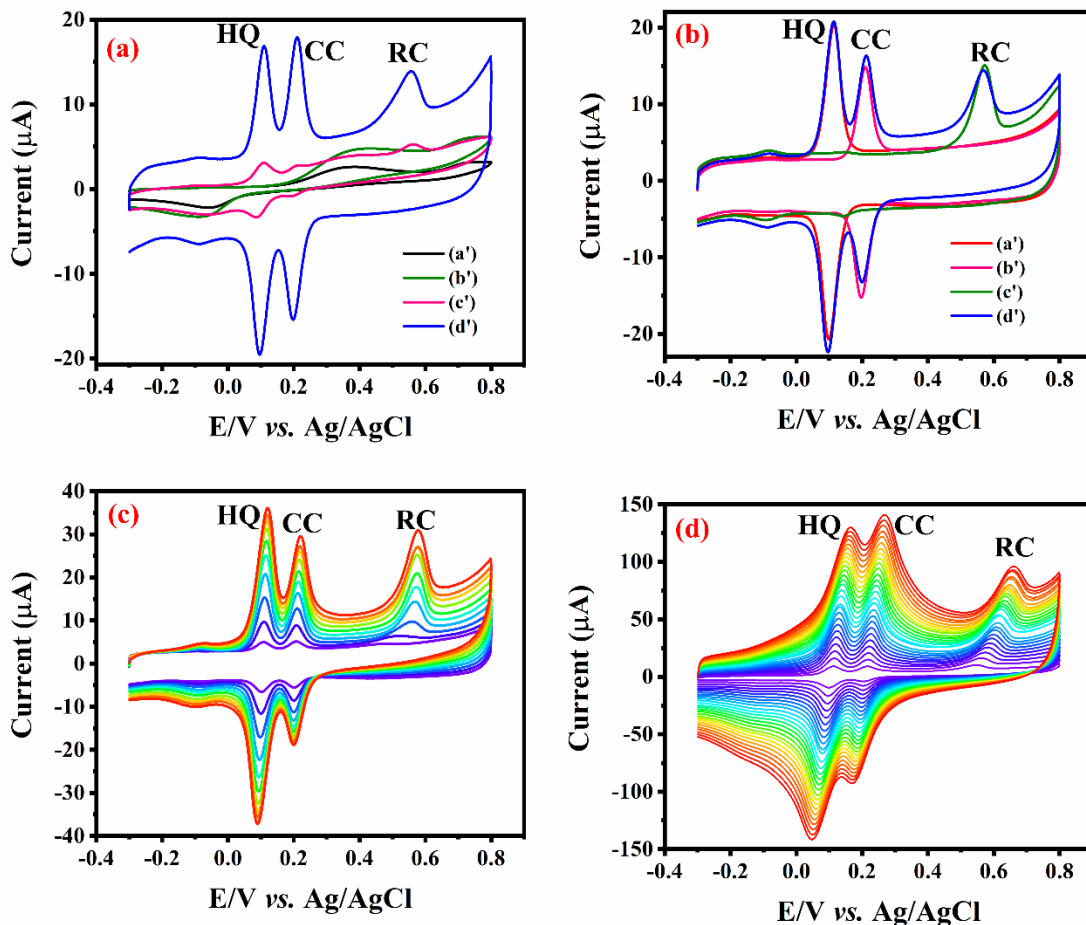 (a)
HQ
CC
RC
20
10
0
-10
-20
Current (µA)
(a')
(b')
(c')
(d')
-0.4 -0.2 0.0 0.2 0.4 0.6 0.8
E/V vs. Ag/AgCl
(b)
HQ
CC
RC
20
10
0
-10
-20
Current (µA)
(a')
(b')
(c')
(d')
-0.4 -0.2 0.0 0.2 0.4 0.6 0.8
E/V vs. Ag/AgCl
(c)
HQ CC RC
40
30
20
10
0
-10
-20
-30
-40
Current (µA)
-0.4 -0.2 0.0 0.2 0.4 0.6 0.8
E/V vs. Ag/AgCl
(d)
HQ CC
RC
150
100
50
0
-50
-100
-150
Current (µA)
-0.4 -0.2 0.0 0.2 0.4 0.6 0.8
E/V vs. Ag/AgCl